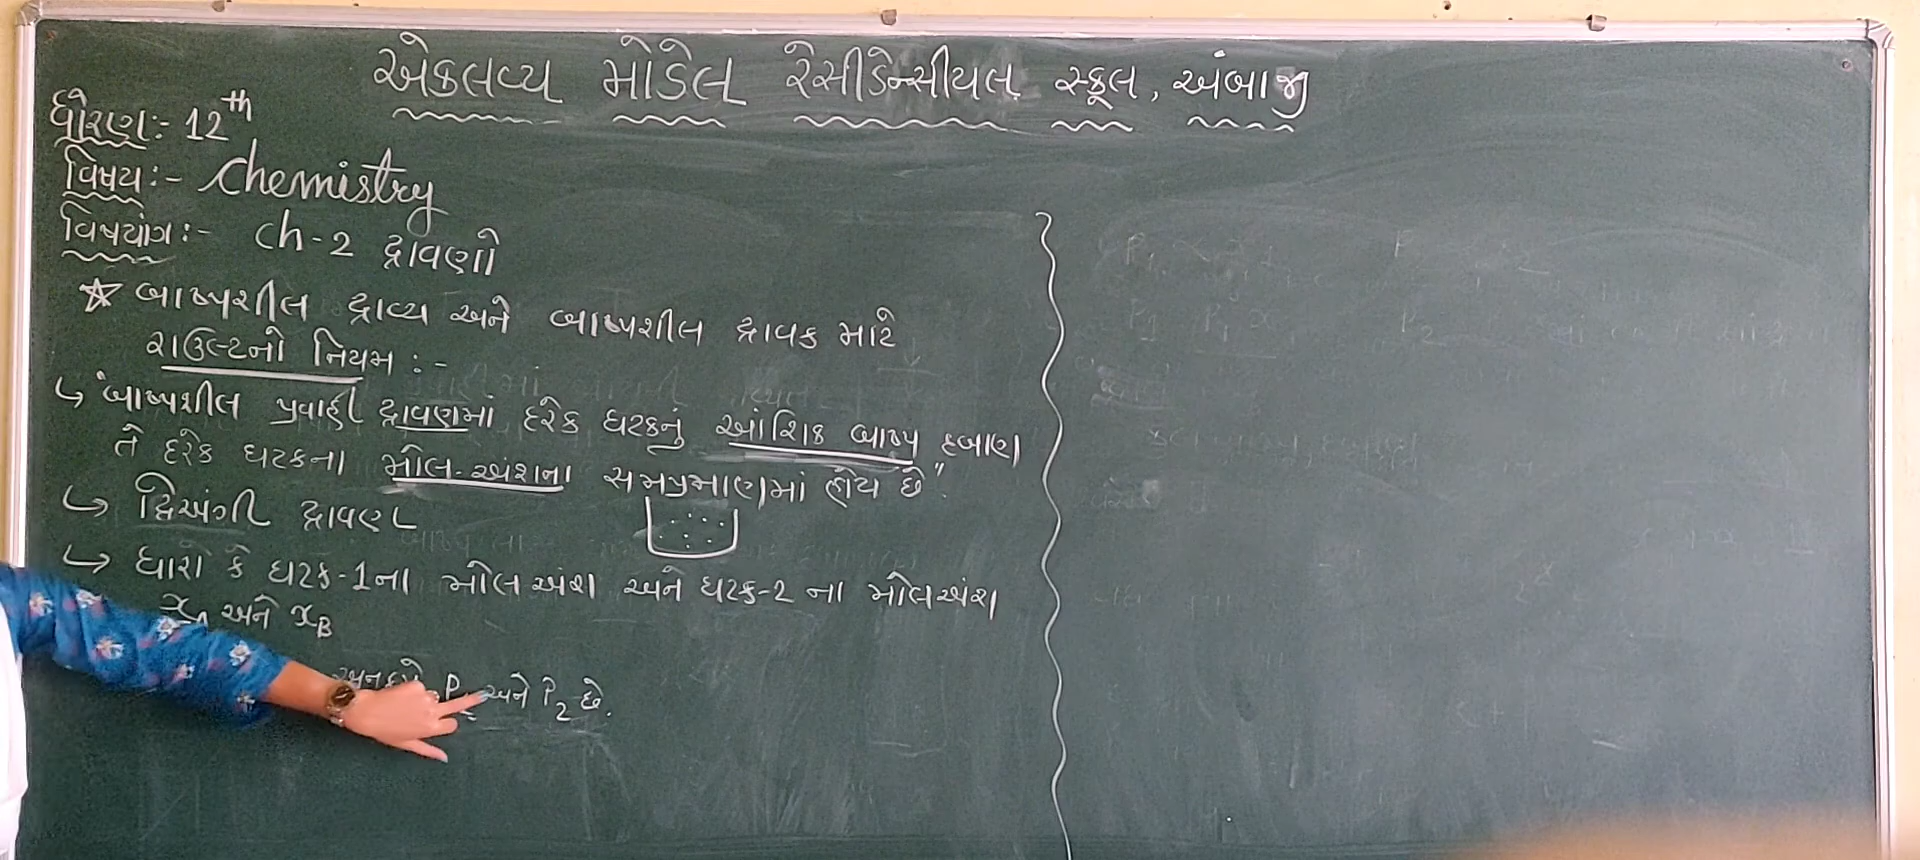 એકલવ્ય મોડેલ રેસીડેન્સીયલ સ્કૂલ, અંબાજી
ધોરણ:- 12th
વિષય:- Chemistry
વિષયાંગ:- Ch-2 દ્રાવણો
☆ બાષ્પશીલ દ્રાવ્ય અને બાષ્પશીલ દ્રાવક માટે
રાઉલ્ટનો નિયમ:-
↳ "બાષ્પશીલ પ્રવાહી દ્રાવણમાં દરેક ઘટકનું આંશિક બાષ્પ દબાણ
તે દરેક ઘટકના મોલ-અંશના સમપ્રમાણમાં હોય છે".
↳ દ્વિઅંગી દ્રાવણ
↳ ધારો કે ઘટક-1ના મોલ અંશ અને ઘટક-2 ના મોલઅંશ
અને xB
P અને P2 છે.